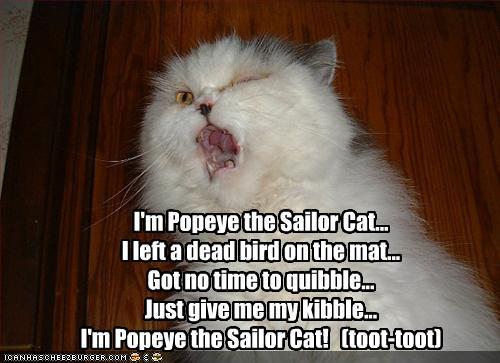 I'm Popeye the Sailor Cat...
I left a dead bird on the mat...
Got no time to quibble...
Just give me my kibble...
I'm Popeye the Sailor Cat! (toot-toot)
ICANHASCHEEZBURGER.COM